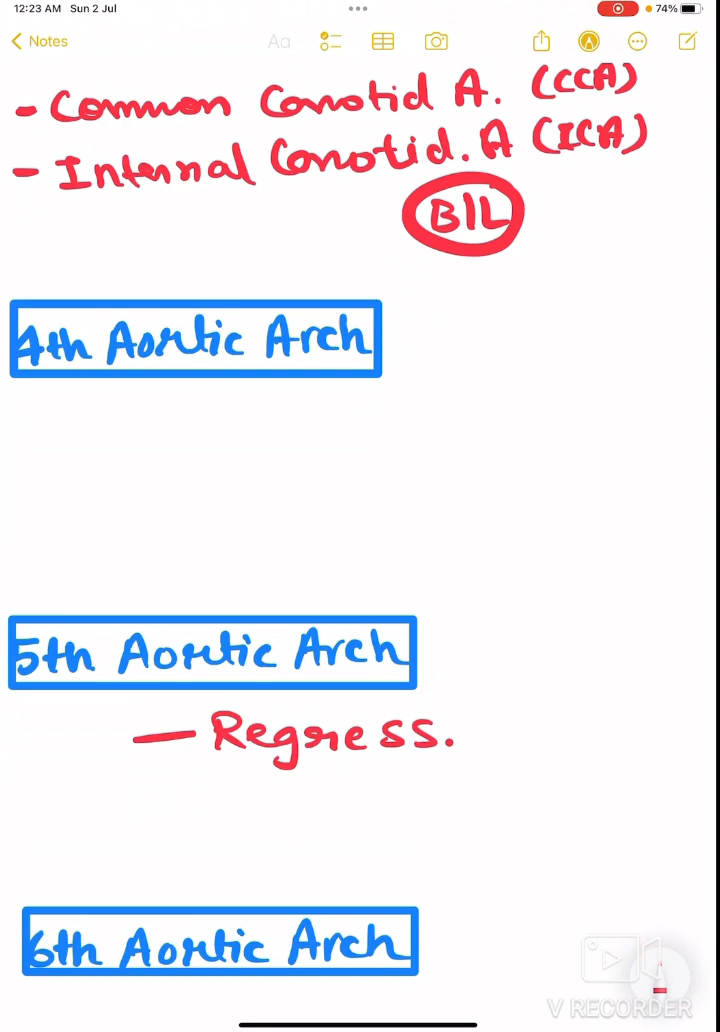 12:23 AM Sun 2 Jul
74%
Notes
Aa
- Common Carotid A. (CCA)
- Internal Carotid. A (ICA)
B/L
4th Aortic Arch
5th Aortic Arch
- Regress.
6th Aortic Arch
V RECORDER